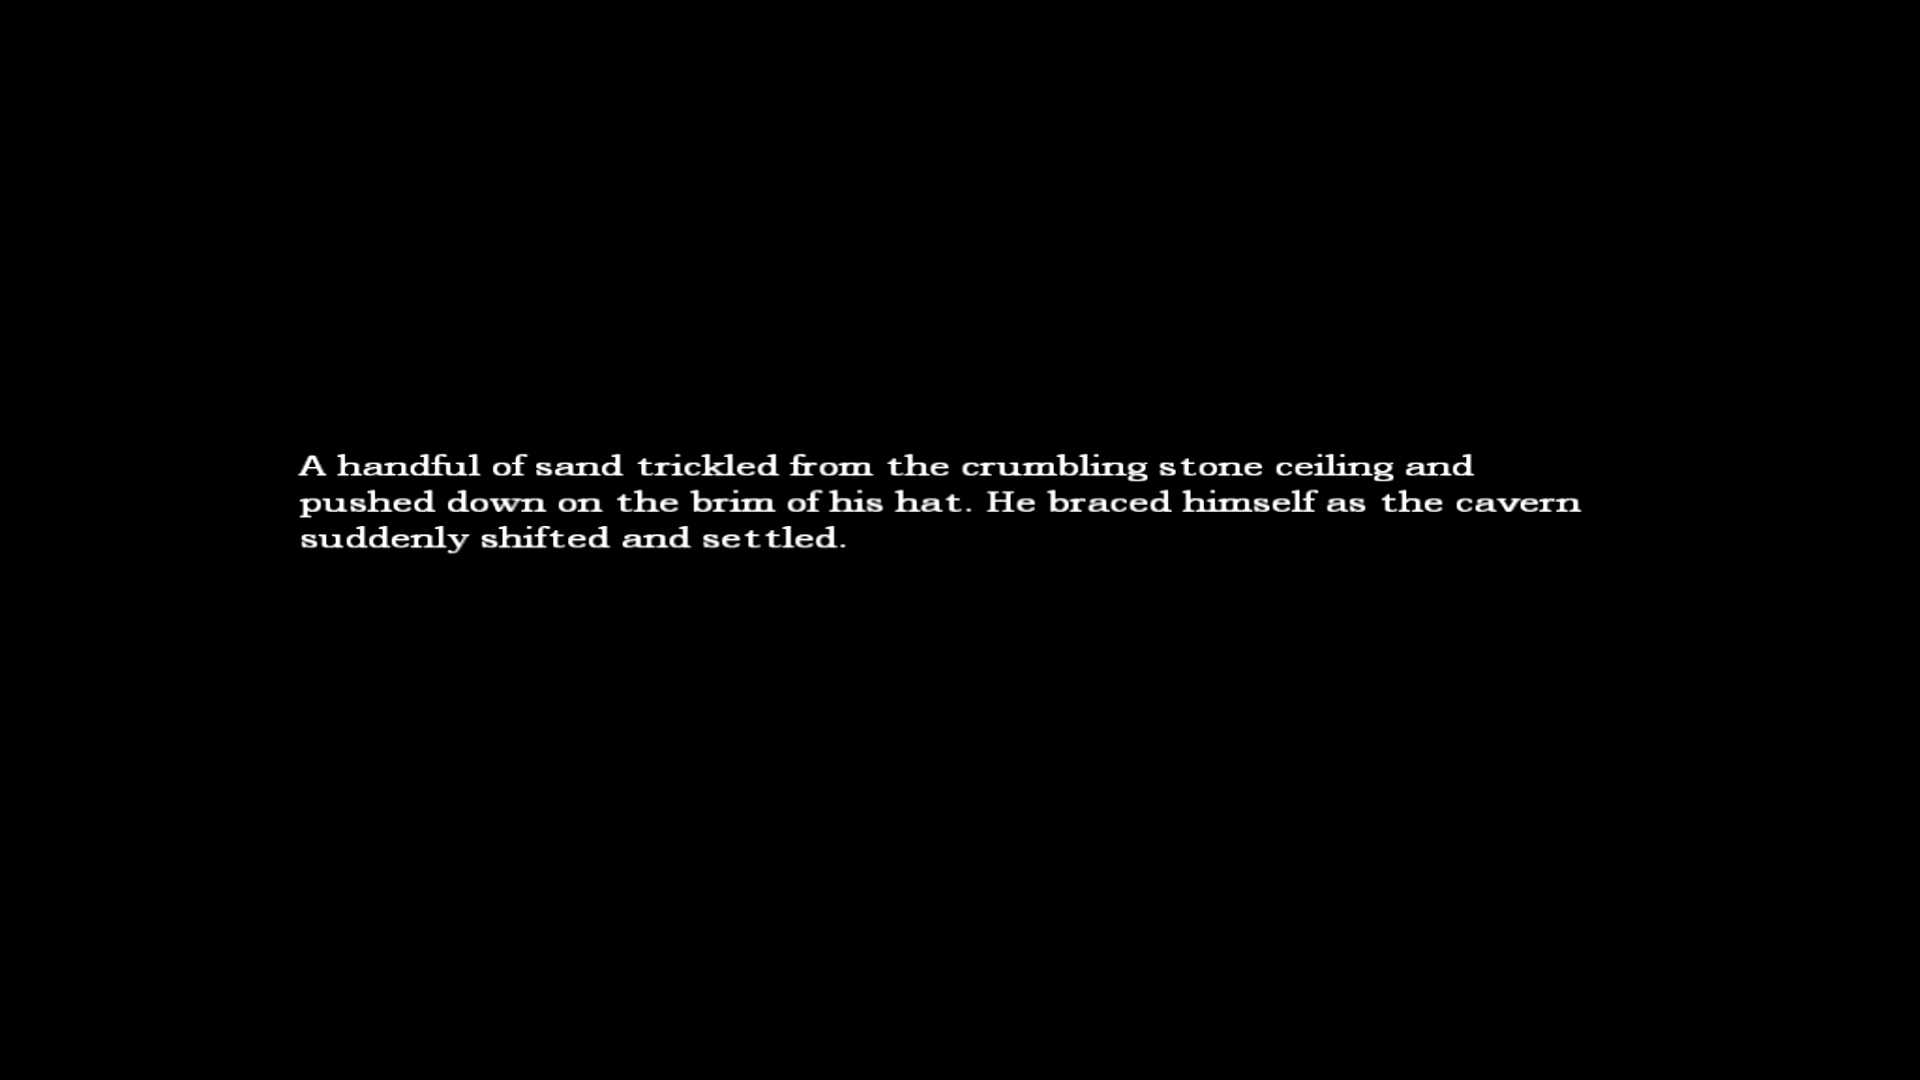 A handful of sand trickled from the crumbling stone ceiling and
pushed down on the brim of his hat. He braced himself as the cavern
suddenly shifted and settled.